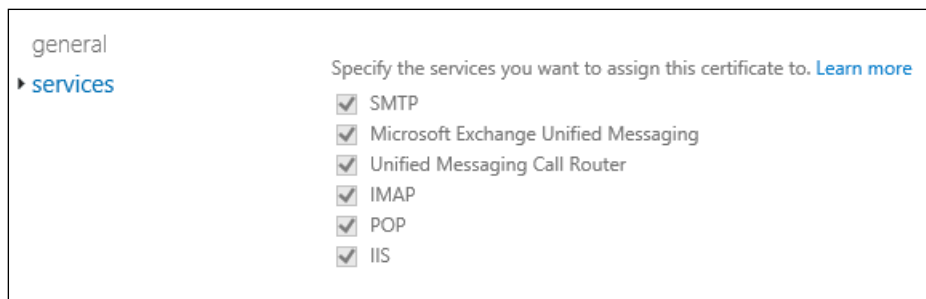 general
services
Specify the services you want to assign this certificate to. Learn more
SMTP
Microsoft Exchange Unified Messaging
Unified Messaging Call Router
IMAP
POP
IIS